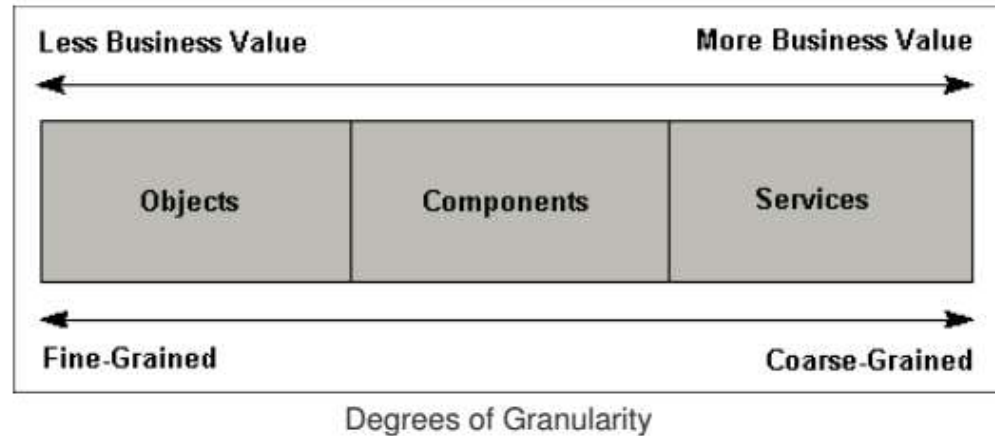 Less Business Value More Business Value
Objects Components Services
Fine-Grained Coarse-Grained
Degrees of Granularity